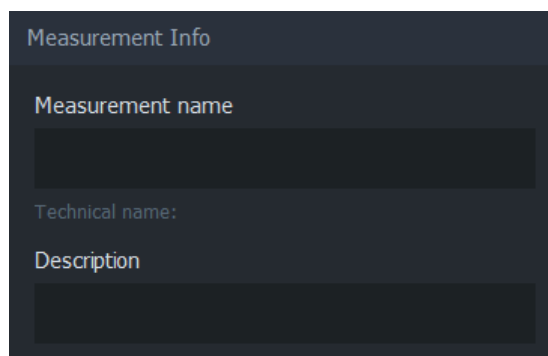 Measurement Info
Measurement name
Technical name:
Description